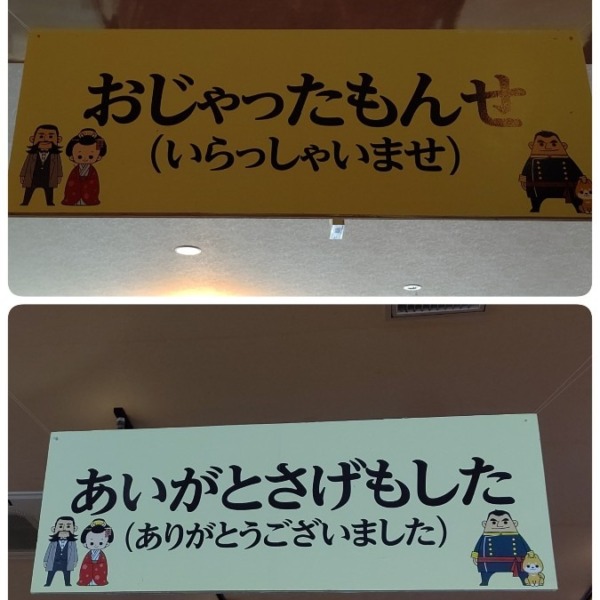 おじゃったもんせ
(いらっしゃいませ)
あいがとさげもした
(ありがとうございました)